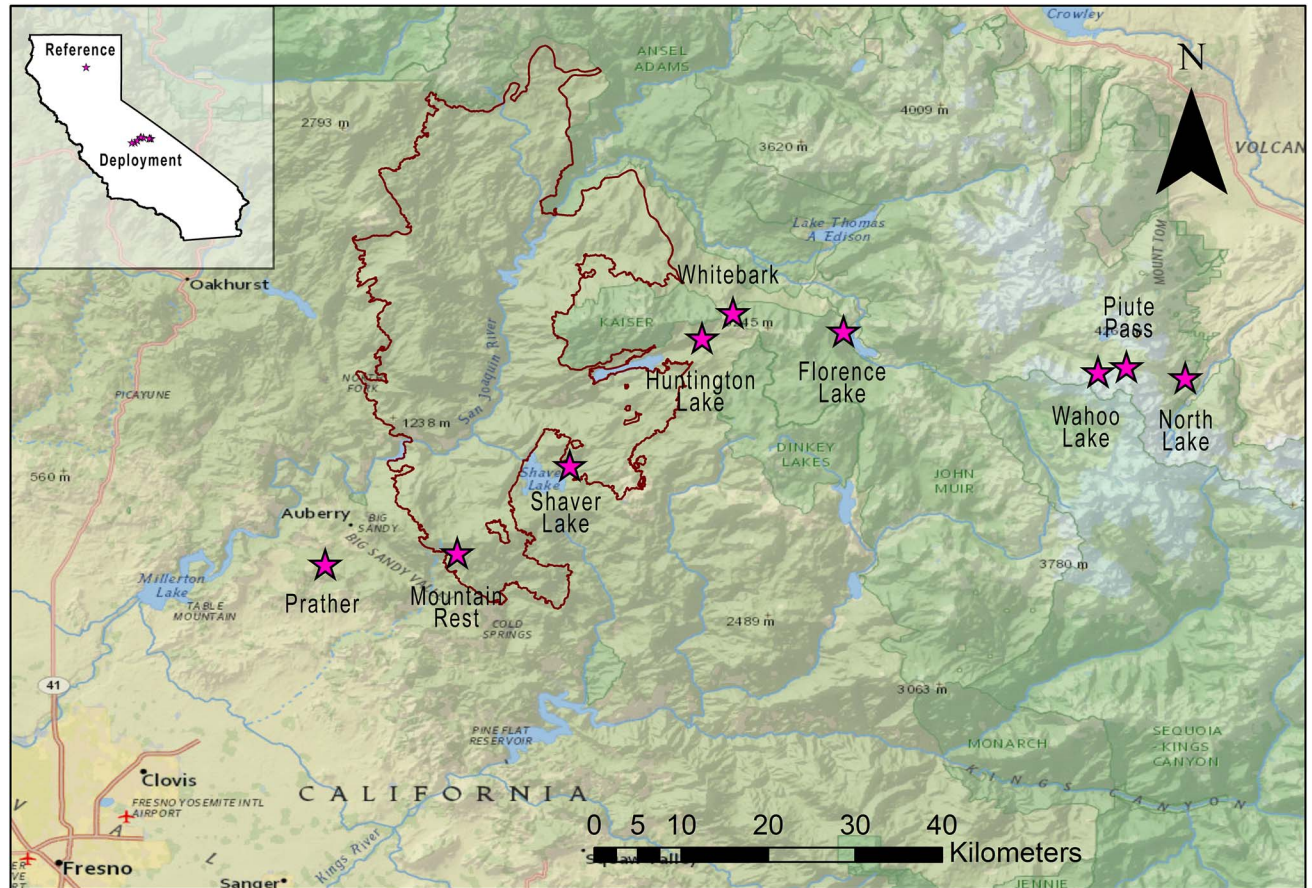 Reference
Deployment
Crowley
ANSEL
ADAMS
N
2793 m
4009 m
3620 m
VOLCAN
Lake Thomas
A Edison
MOUNT TOM
Oakhurst
Whitebark
KAISER
San Joaquin River
Piute
Pass
Huntington
Lake
Florence
Lake
PICAYUNE
Wahoo
Lake
North
Lake
1238 m
DINKEY
LAKES
JOHN
MUIR
560 m
Shaver
Lake
Auberry
BIG
SANDY
Millerton
Lake
TABLE
MOUNTAIN
Prather
Mountain
Rest
COLD
SPRINGS
3780 m
2489 m
41
3063 m
PINE FLAT
RESERVOIR
MONARCH
SEQUOIA
- KINGS
CANYON
KINGS CANYON
Clovis
FRESNO YOSEMITE INTL
AIRPORT
CALIFORNIA
Kings River
0 5 10 20 30 40
Kilometers
Fresno
Sanger
JENNIE